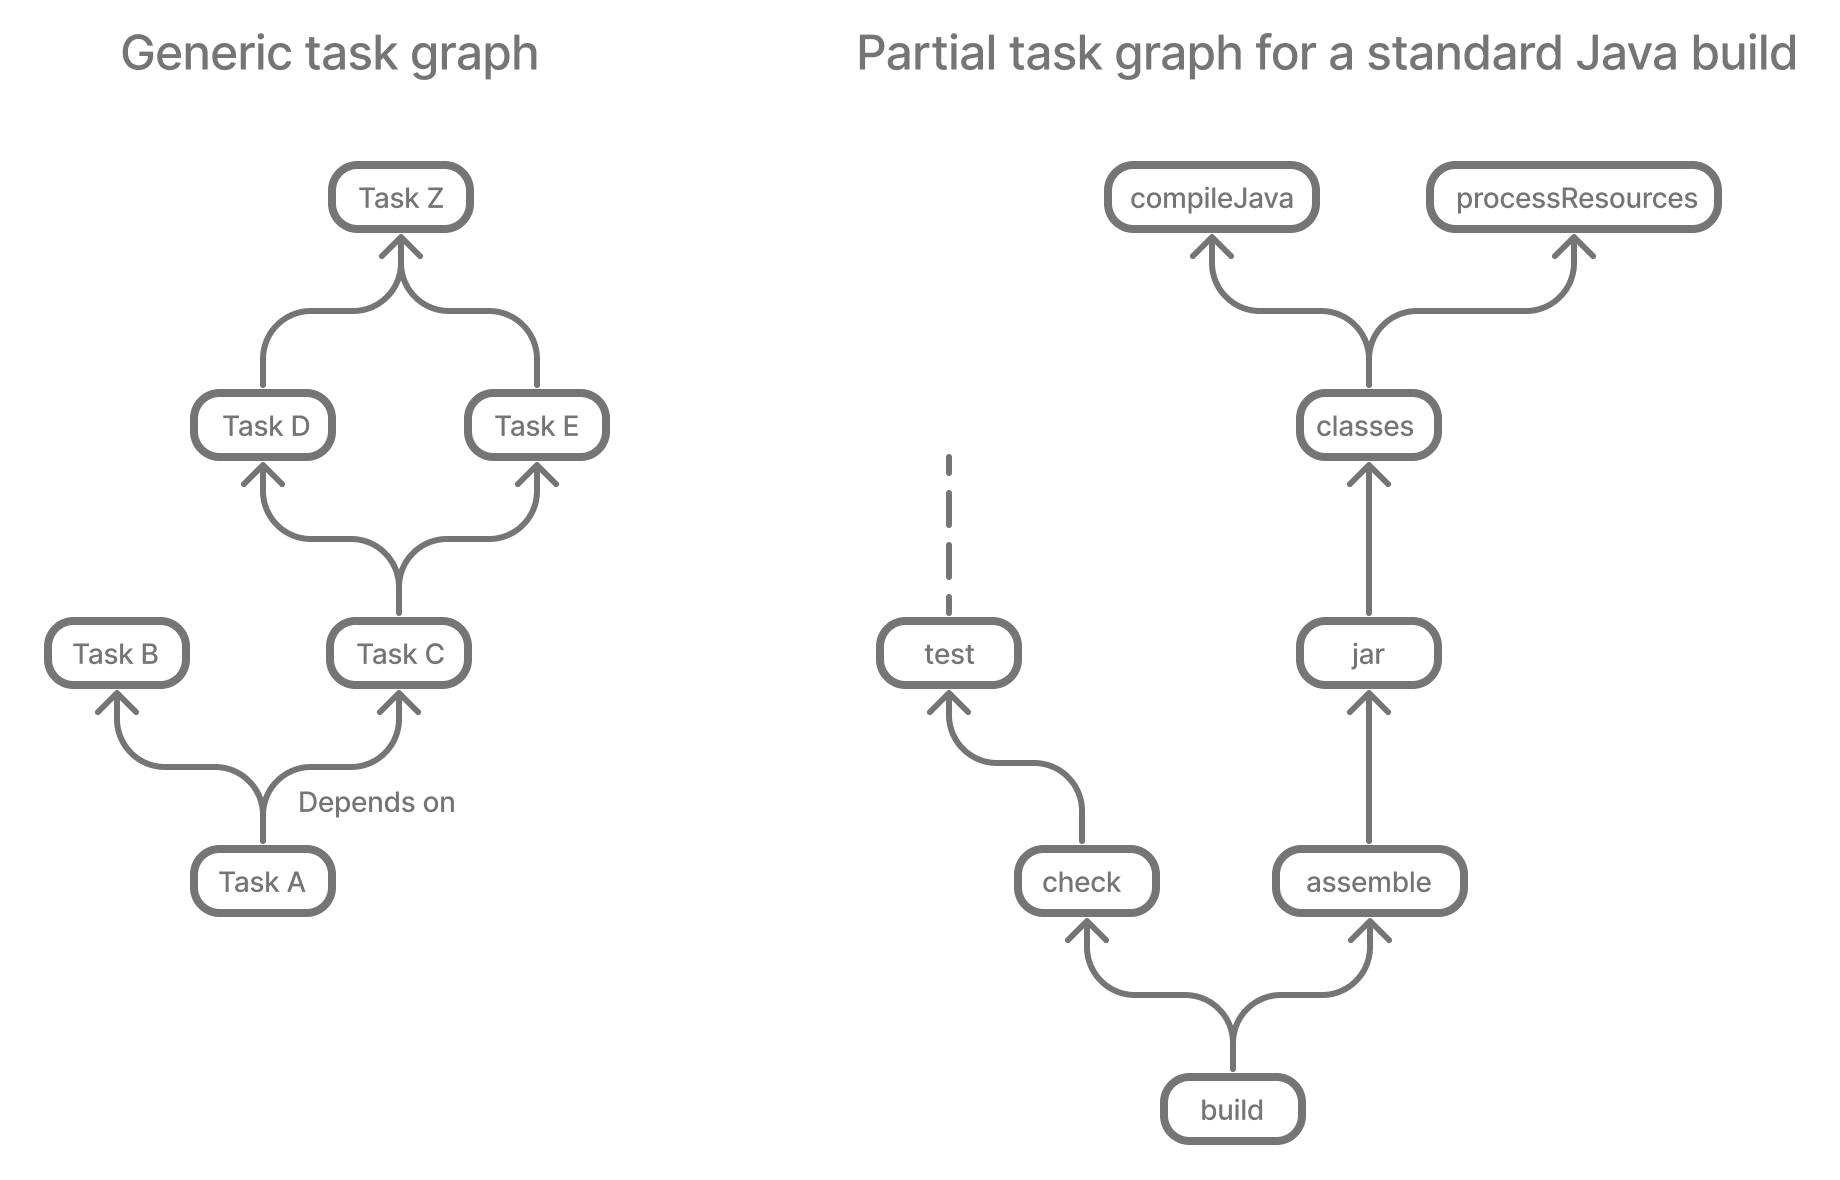 Generic task graph
Task Z
Task D
Task E
Task B
Task C
Depends on
Task A
Partial task graph for a standard Java build
compileJava
processResources
classes
test
jar
check
assemble
build